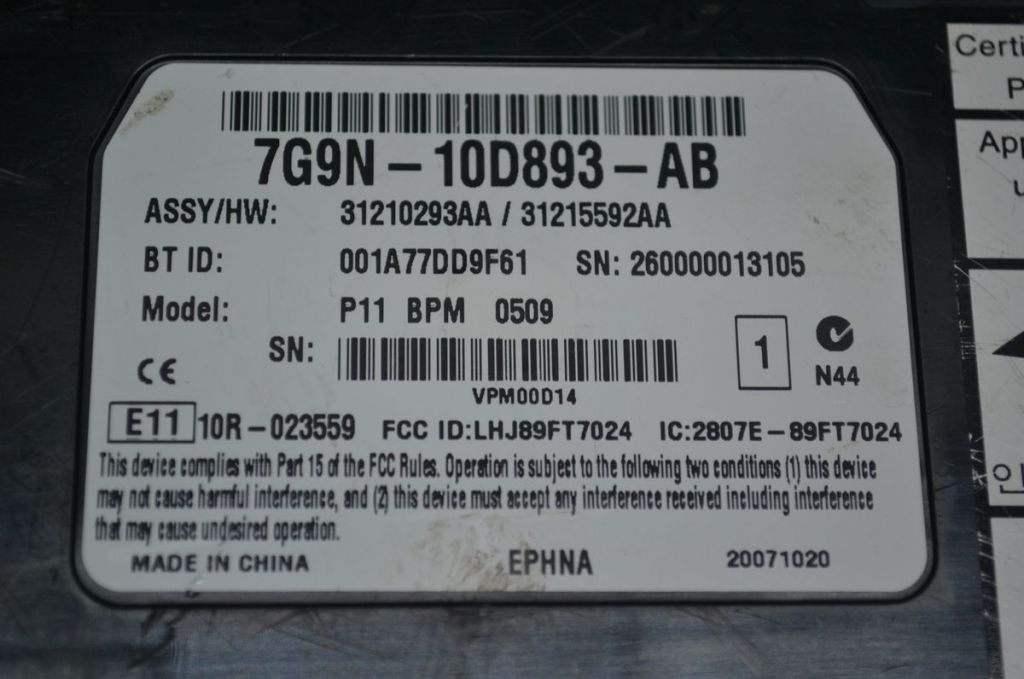 7G9N-10D893-AB
ASSY/HW: 31210293AA / 31215592AA
BT ID: 001A77DD9F61 SN: 260000013105
Model: P11 BPM 0509
SN:
VPM00D14
1
N44
CE
E11 10R-023559 FCC ID:LHJ89FT7024 IC:2807E-89FT7024
This device complies with Part 15 of the FCC Rules. Operation is subject to the following two conditions (1) this device
may not cause harmful interference, and (2) this device must accept any interference received including interference
that may cause undesired operation.
MADE IN CHINA EPHNA 20071020
Certi
P
App
u
인